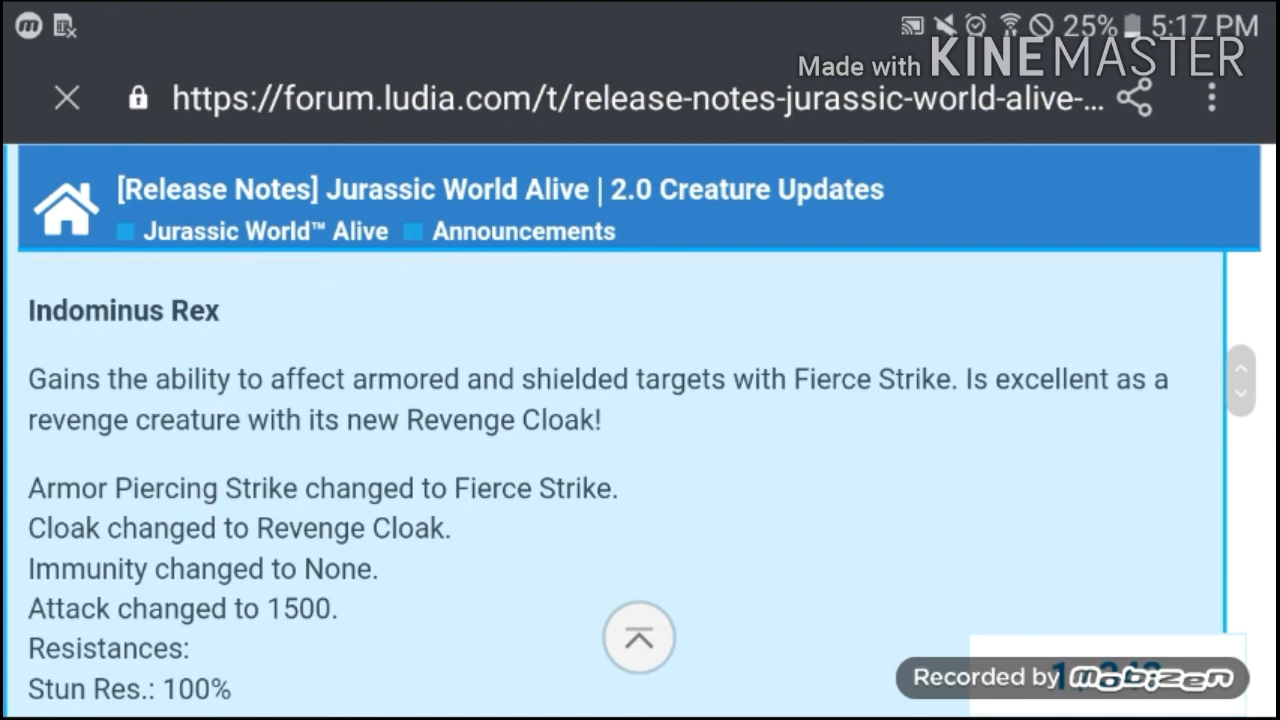 25% 5:17 PM
Made with KINEMASTER
https://forum.ludia.com/t/release-notes-jurassic-world-alive-...
[Release Notes] Jurassic World Alive | 2.0 Creature Updates
Jurassic World™ Alive Announcements
Indominus Rex
Gains the ability to affect armored and shielded targets with Fierce Strike. Is excellent as a
revenge creature with its new Revenge Cloak!
Armor Piercing Strike changed to Fierce Strike.
Cloak changed to Revenge Cloak.
Immunity changed to None.
Attack changed to 1500.
Resistances:
Stun Res.: 100%
Recorded by mobizen